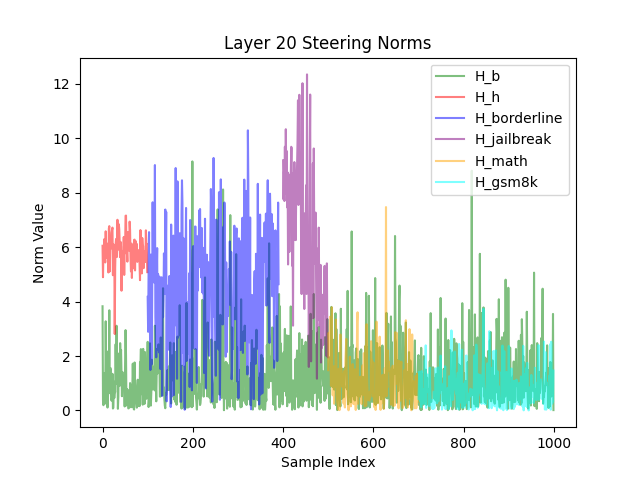 Layer 20 Steering Norms
H_b
H_h
H_borderline
H_jailbreak
H_math
H_gsm8k
Norm Value
12
10
8
6
4
2
0
0 200 400 600 800 1000
Sample Index